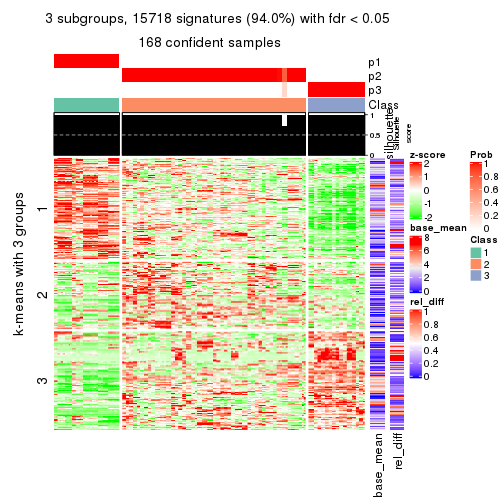 3 subgroups, 15718 signatures (94.0%) with fdr < 0.05
168 confident samples
p1
p2
p3
Class
1
0.5
0
silhouette
Silhouette
score
k-means with 3 groups
1
2
3
base_mean
rel_diff
z-score
2
1
0
-1
-2
base_mean
8
6
4
2
0
rel_diff
1
0.8
0.6
0.4
0.2
0
Prob
1
0.8
0.6
0.4
0.2
0
Class
1
2
3